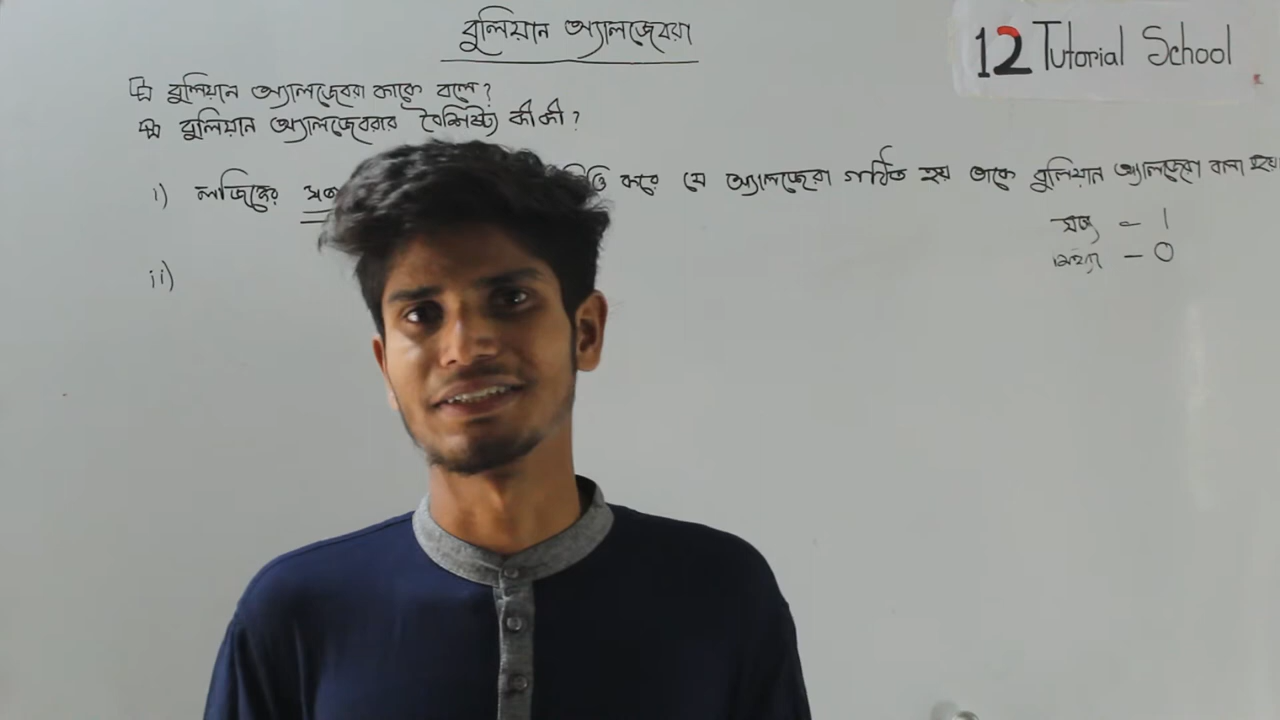 বুলিয়ান অ্যালজেবরা
12 Tutorial School
বুলিয়ান অ্যালজেবরা কাকে বলে?
বুলিয়ান অ্যালজেবরার বৈশিষ্ট্য কী কী?
i) লজিকের করে যে অ্যালজেবরা গঠিত হয় তাকে বুলিয়ান অ্যালজেবরা বলা হয়
সত্য - 1
মিথ্যা - 0
ii)